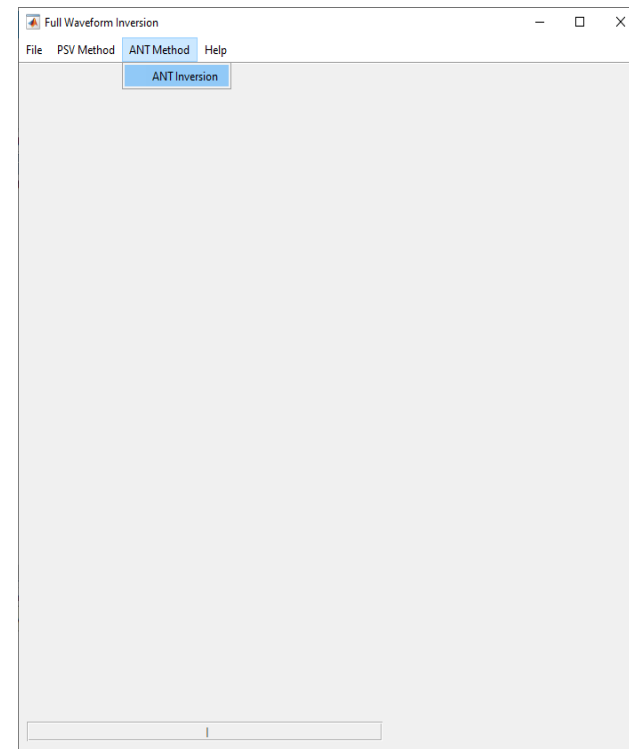 Full Waveform Inversion
File PSV Method ANT Method Help
ANT Inversion